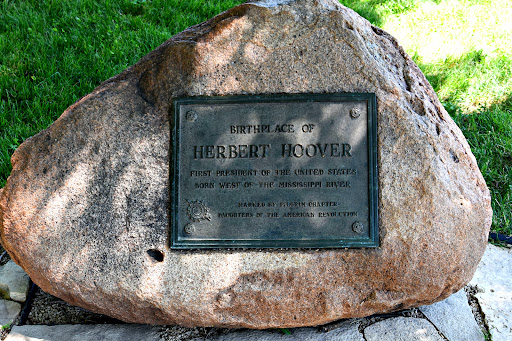 BIRTHPLACE OF
HERBERT HOOVER
FIRST PRESIDENT OF THE UNITED STATES
BORN WEST OF THE MISSISSIPPI RIVER
MARKED BY PILGRIM CHAPTER
DAUGHTERS OF THE AMERICAN REVOLUTION